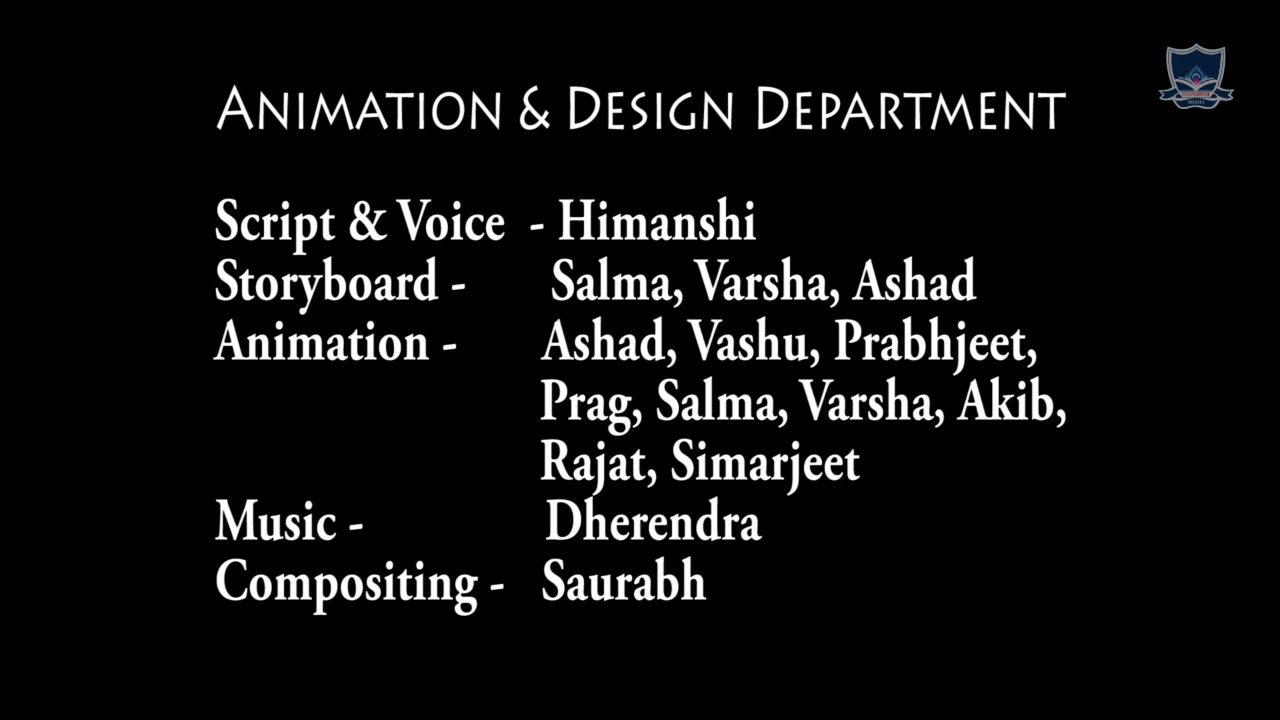 ANIMATION & DESIGN DEPARTMENT
Script & Voice - Himanshi
Storyboard - Salma, Varsha, Ashad
Animation - Ashad, Vashu, Prabhjeet,
Prag, Salma, Varsha, Akib,
Rajat, Simarjeet
Music - Dherendra
Compositing - Saurabh
MEDIA